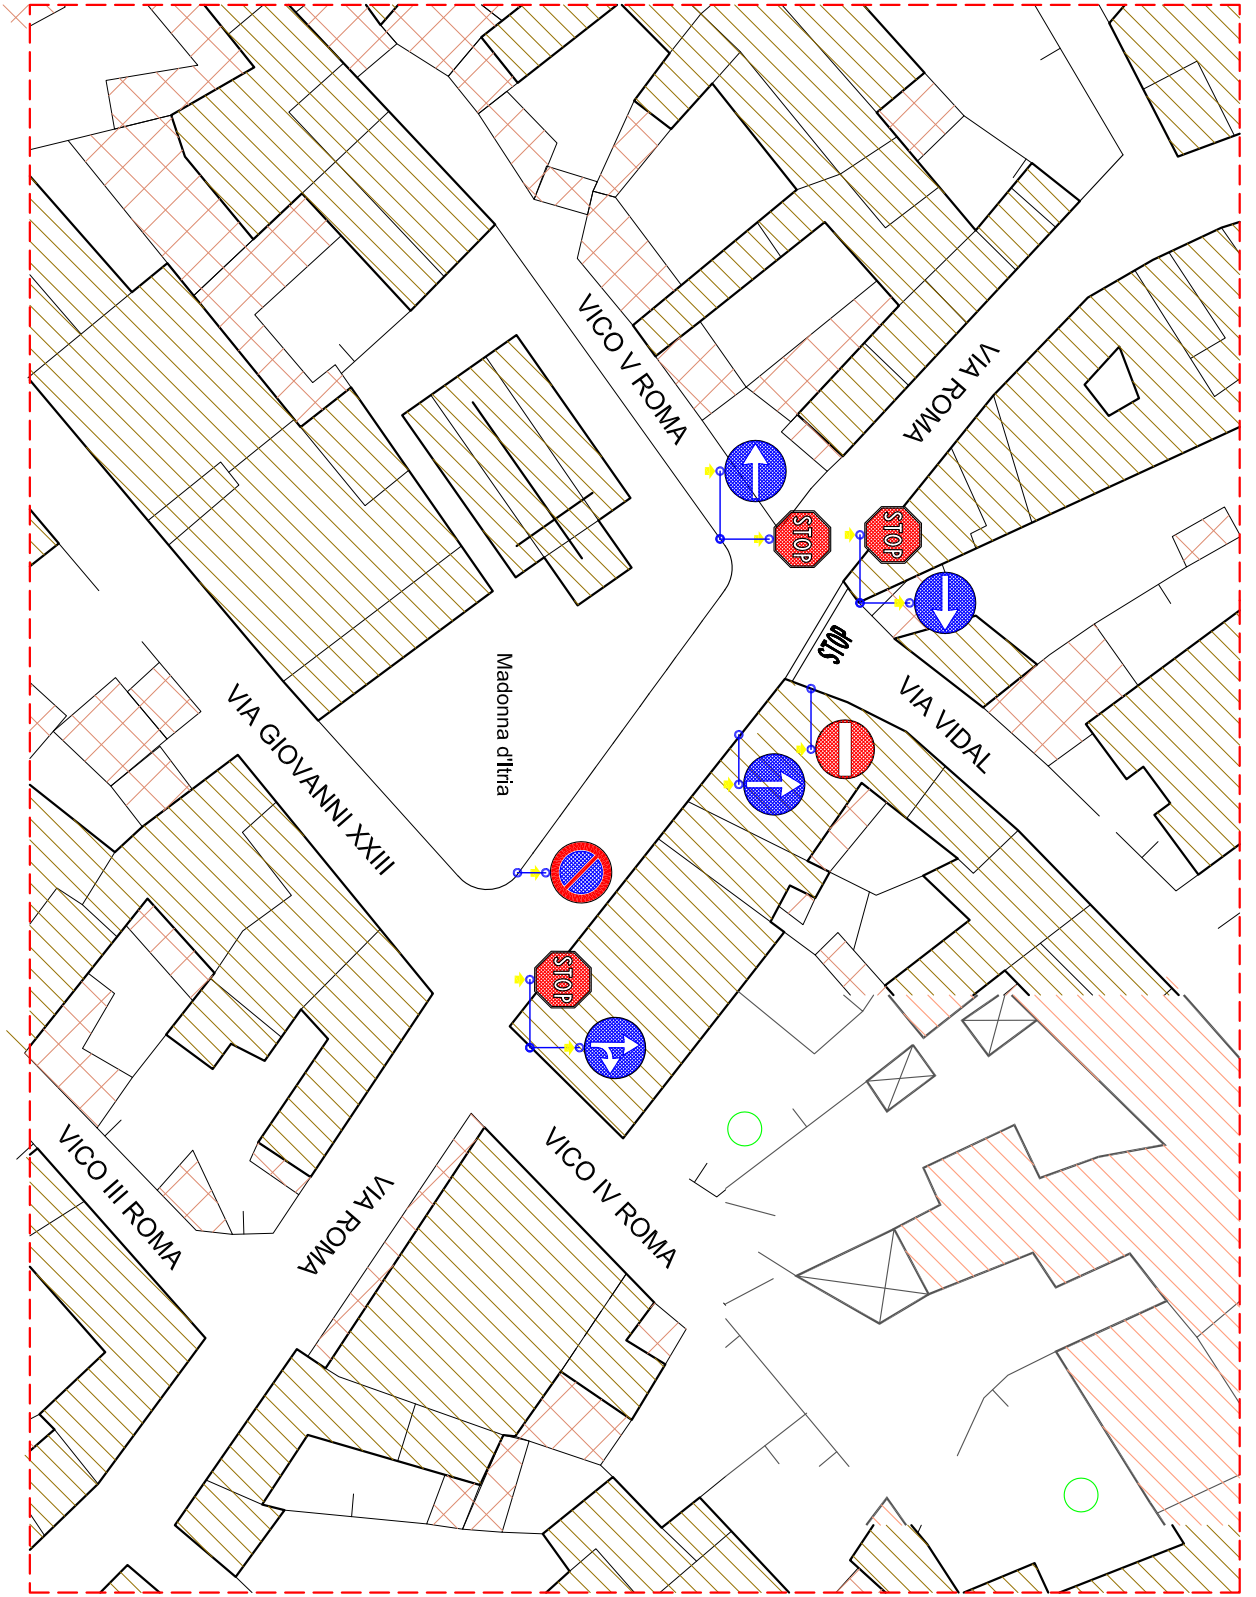 VICO V ROMA
VIA ROMA
STOP
STOP
STOP
VIA VIDAL
Madonna d'Itria
VIA GIOVANNI XXIII
STOP
VICO III ROMA
VIA ROMA
VICO IV ROMA